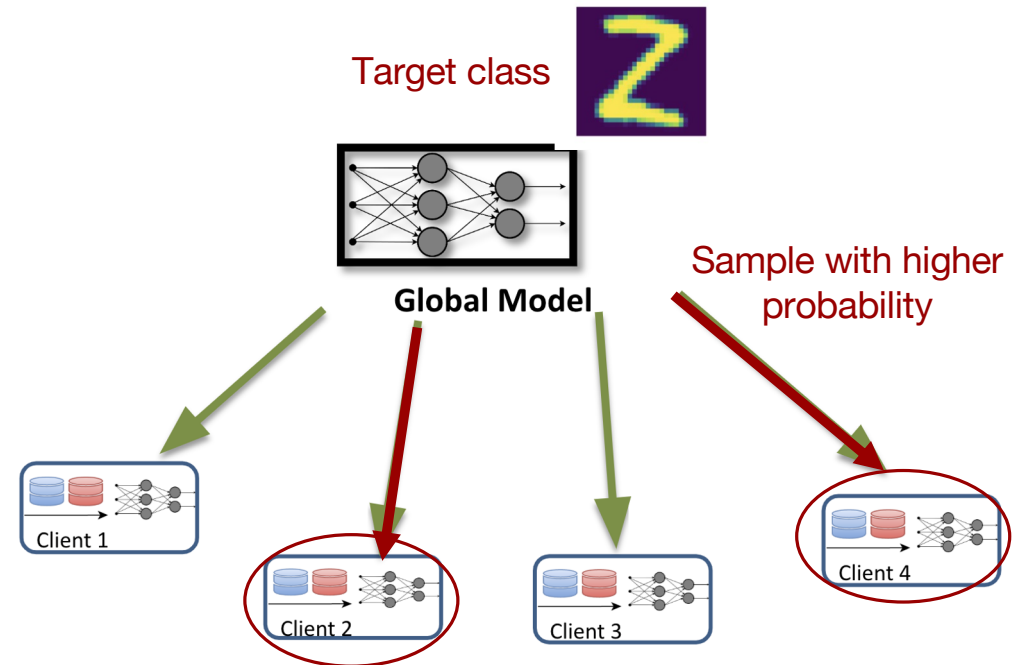 Target class
Z
Global Model
Sample with higher
probability
Client 1
Client 2
Client 3
Client 4